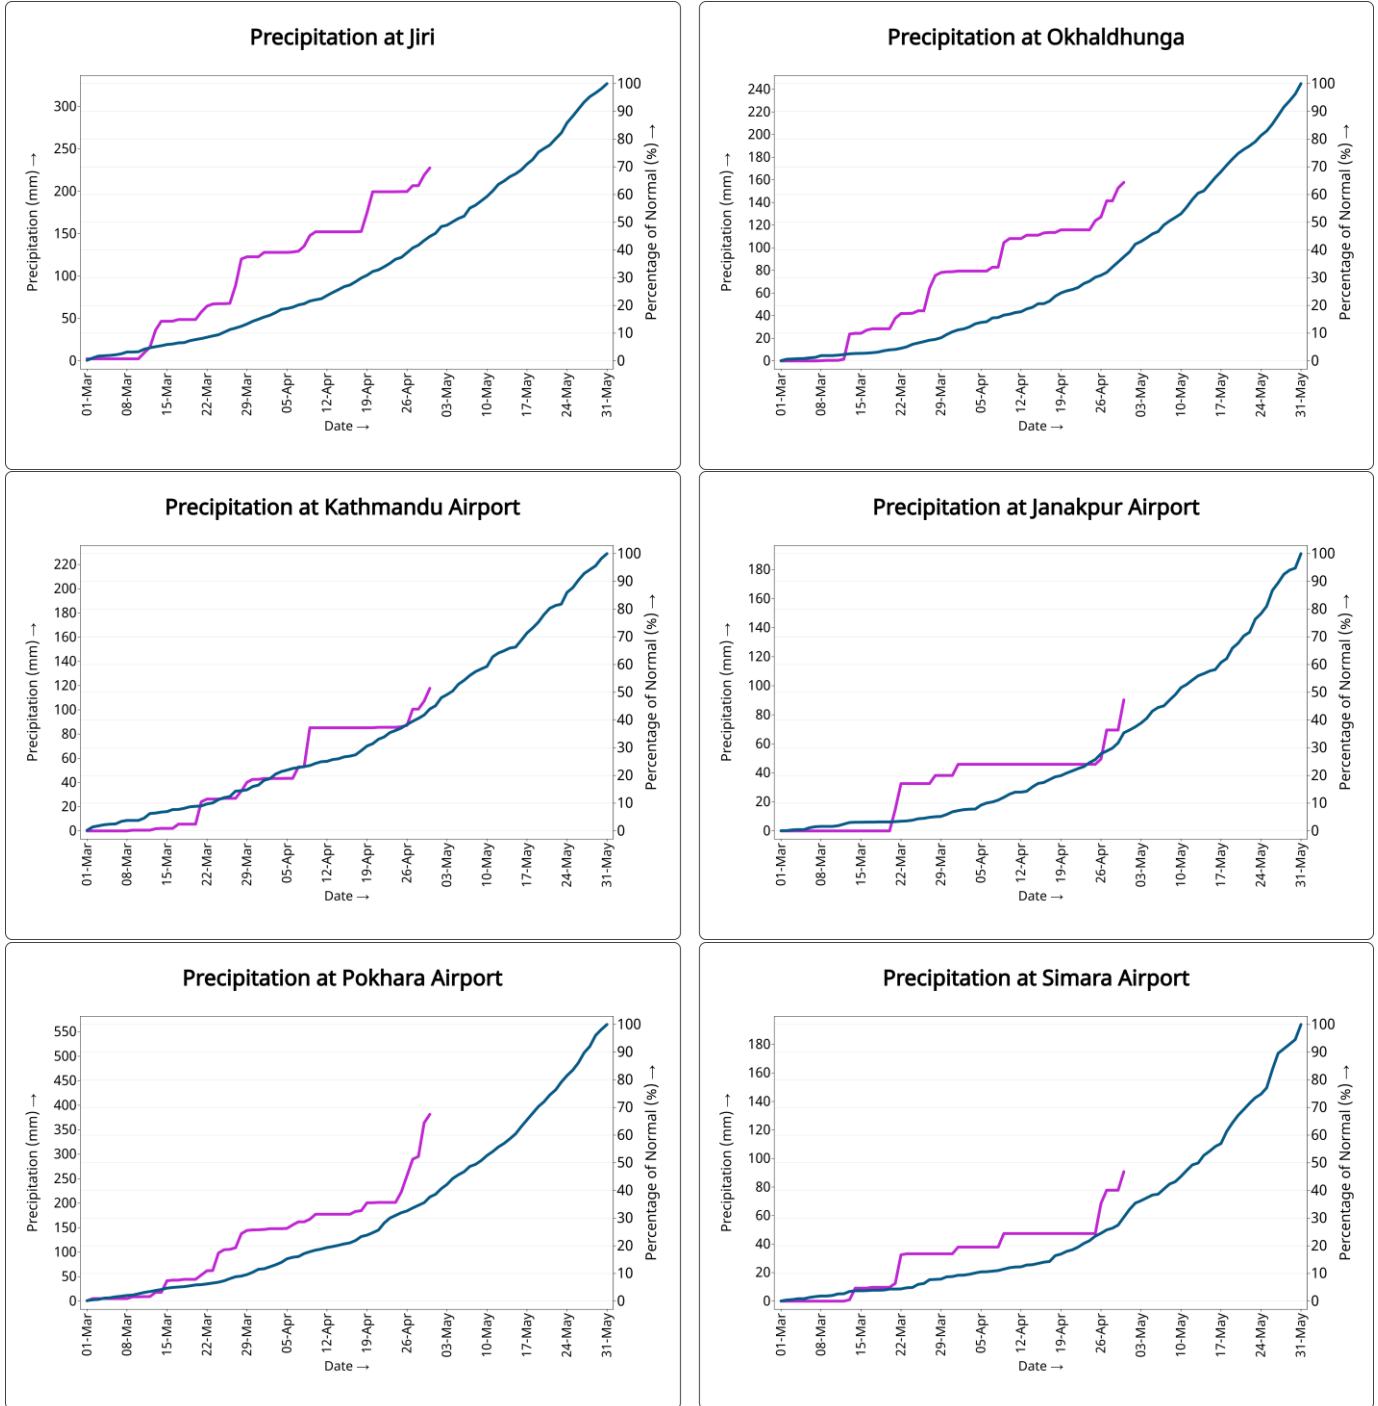 Precipitation at Jiri
Precipitation (mm) →
300
250
200
150
100
50
0
100
90
80
70
60
50
40
30
20
10
0
Percentage of Normal (%) →
01-Mar
08-Mar
15-Mar
22-Mar
29-Mar
05-Apr
12-Apr
19-Apr
26-Apr
03-May
10-May
17-May
24-May
31-May
Date →
Precipitation at Okhaldhunga
Precipitation (mm) →
240
220
200
180
160
140
120
100
80
60
40
20
0
100
90
80
70
60
50
40
30
20
10
0
Percentage of Normal (%) →
01-Mar
08-Mar
15-Mar
22-Mar
29-Mar
05-Apr
12-Apr
19-Apr
26-Apr
03-May
10-May
17-May
24-May
31-May
Date →
Precipitation at Kathmandu Airport
Precipitation (mm) →
220
200
180
160
140
120
100
80
60
40
20
0
100
90
80
70
60
50
40
30
20
10
0
Percentage of Normal (%) →
01-Mar
08-Mar
15-Mar
22-Mar
29-Mar
05-Apr
12-Apr
19-Apr
26-Apr
03-May
10-May
17-May
24-May
31-May
Date →
Precipitation at Janakpur Airport
Precipitation (mm) →
180
160
140
120
100
80
60
40
20
0
100
90
80
70
60
50
40
30
20
10
0
Percentage of Normal (%) →
01-Mar
08-Mar
15-Mar
22-Mar
29-Mar
05-Apr
12-Apr
19-Apr
26-Apr
03-May
10-May
17-May
24-May
31-May
Date →
Precipitation at Pokhara Airport
Precipitation (mm) →
550
500
450
400
350
300
250
200
150
100
50
0
100
90
80
70
60
50
40
30
20
10
0
Percentage of Normal (%) →
01-Mar
08-Mar
15-Mar
22-Mar
29-Mar
05-Apr
12-Apr
19-Apr
26-Apr
03-May
10-May
17-May
24-May
31-May
Date →
Precipitation at Simara Airport
Precipitation (mm) →
180
160
140
120
100
80
60
40
20
0
100
90
80
70
60
50
40
30
20
10
0
Percentage of Normal (%) →
01-Mar
08-Mar
15-Mar
22-Mar
29-Mar
05-Apr
12-Apr
19-Apr
26-Apr
03-May
10-May
17-May
24-May
31-May
Date →